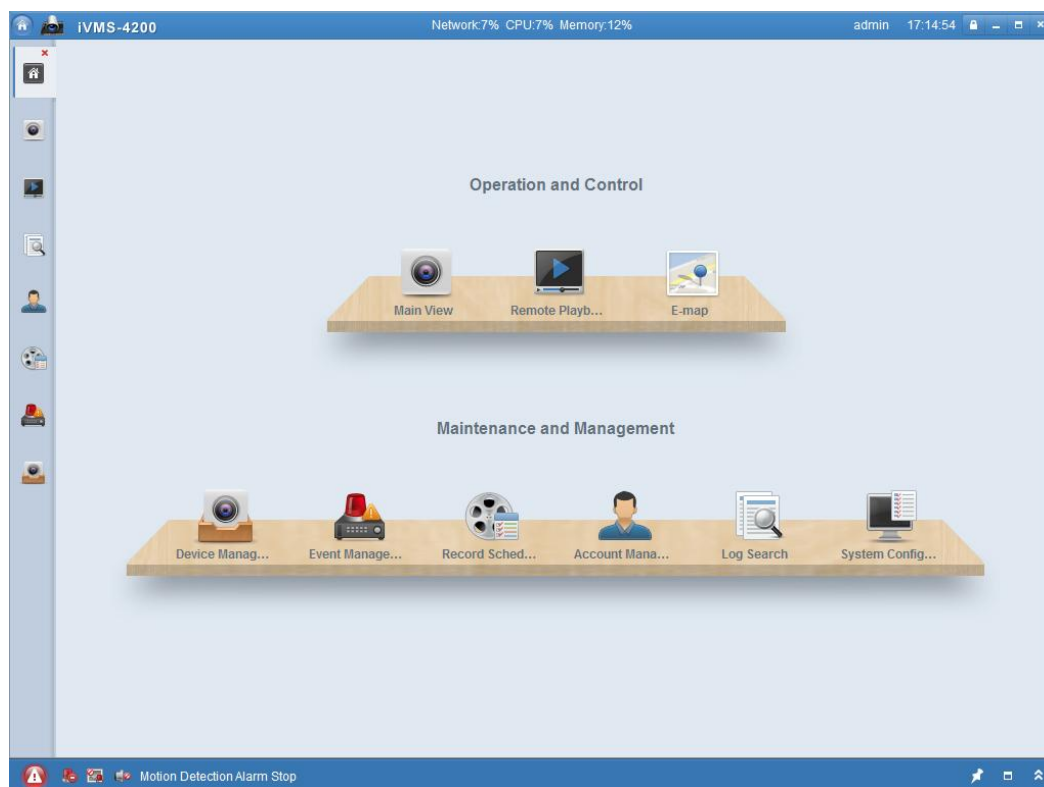 iVMS-4200 Network:7% CPU:7% Memory:12% admin 17:14:54
Operation and Control
Main View Remote Playb... E-map
Maintenance and Management
Device Manag... Event Manage... Record Sched... Account Mana... Log Search System Config...
Motion Detection Alarm Stop